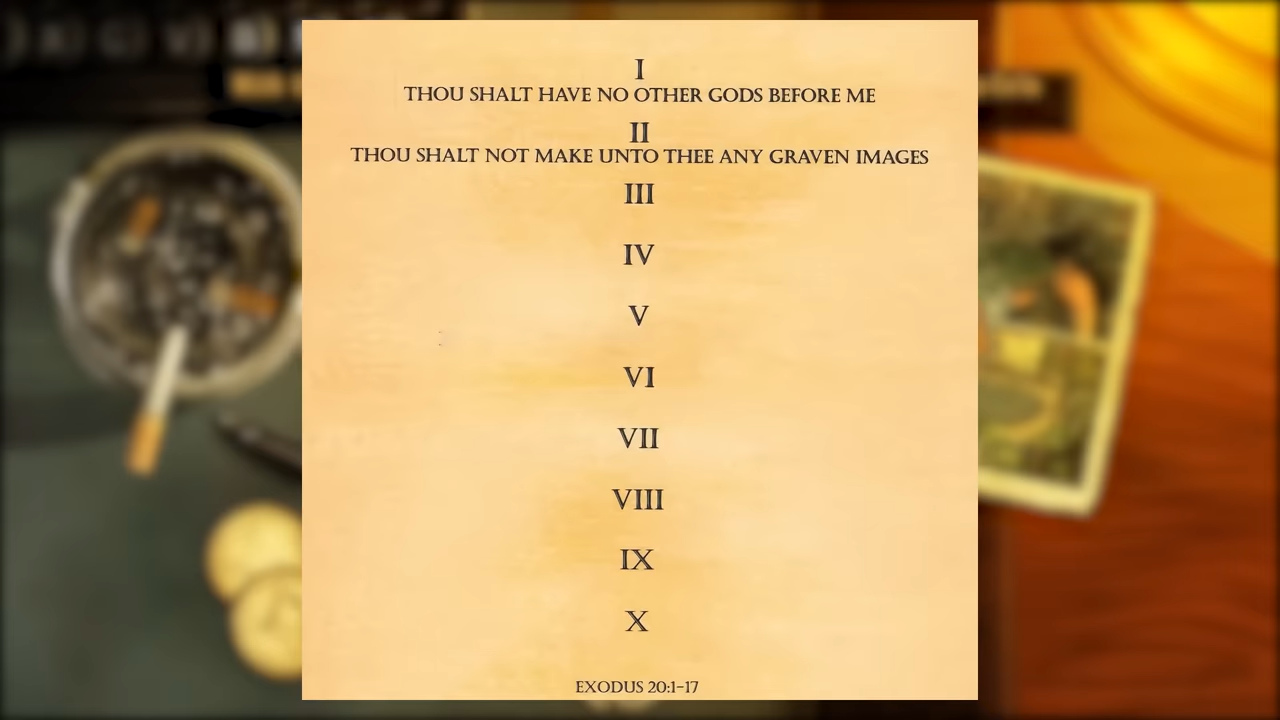 I
THOU SHALT HAVE NO OTHER GODS BEFORE ME
II
THOU SHALT NOT MAKE UNTO THEE ANY GRAVEN IMAGES
III
IV
V
VI
VII
VIII
IX
X
EXODUS 20:1-17